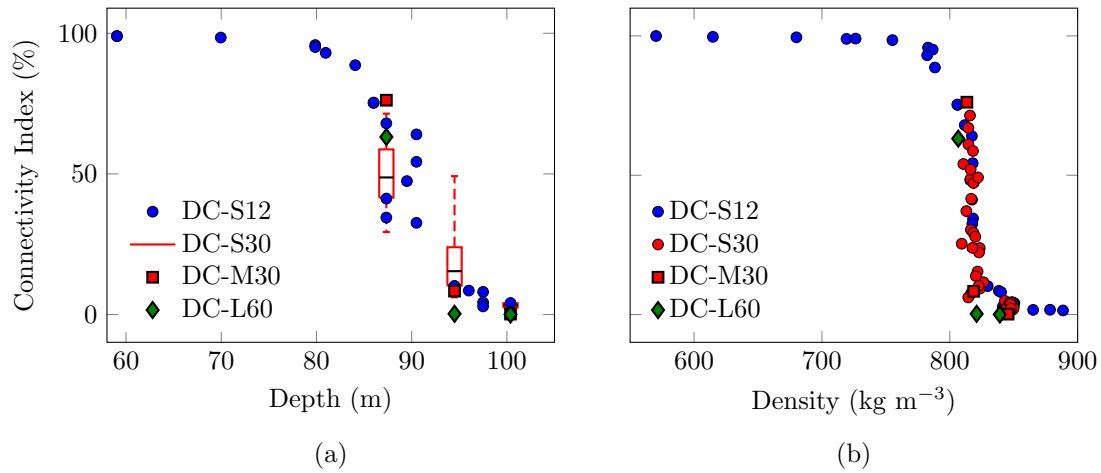 Connectivity Index (%)
100
50
0
DC-S12
DC-S30
DC-M30
DC-L60
60
70
80
90
100
Depth (m)
(a)
DC-S12
DC-S30
DC-M30
DC-L60
600
700
800
900
Density (kg m⁻³)
(b)